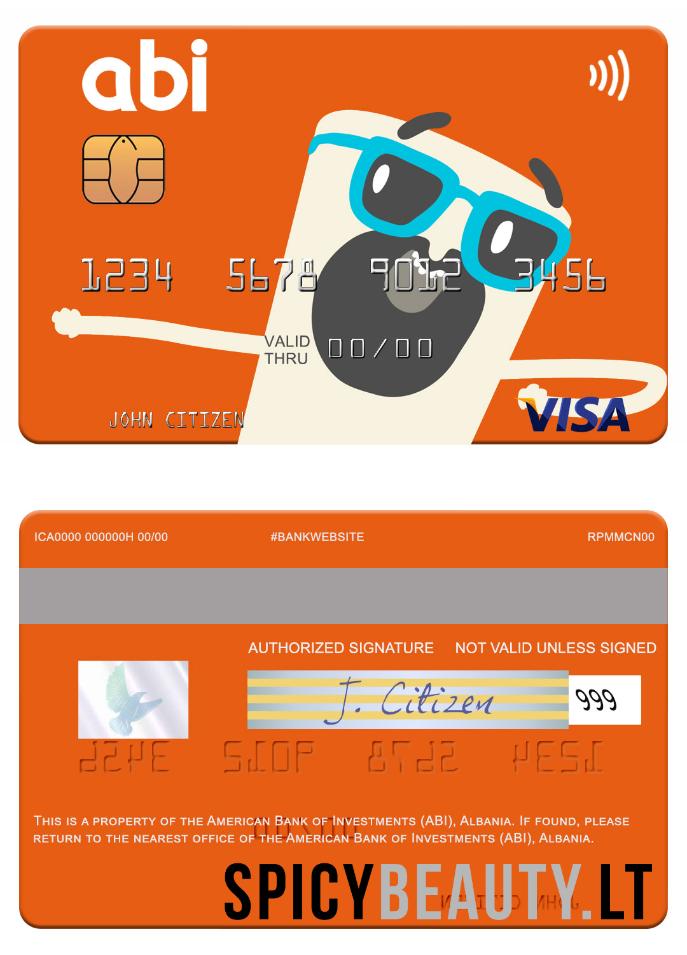 abi
1234 5678 9012 3456
VALID
THRU 00/00
JOHN CITIZEN
VISA
ICA0000 000000H 00/00 #BANKWEBSITE RPMMCN00
AUTHORIZED SIGNATURE NOT VALID UNLESS SIGNED
J. Citizen 999
THIS IS A PROPERTY OF THE AMERICAN BANK OF INVESTMENTS (ABI), ALBANIA. IF FOUND, PLEASE
RETURN TO THE NEAREST OFFICE OF THE AMERICAN BANK OF INVESTMENTS (ABI), ALBANIA.
SPICYBEAUTY.LT